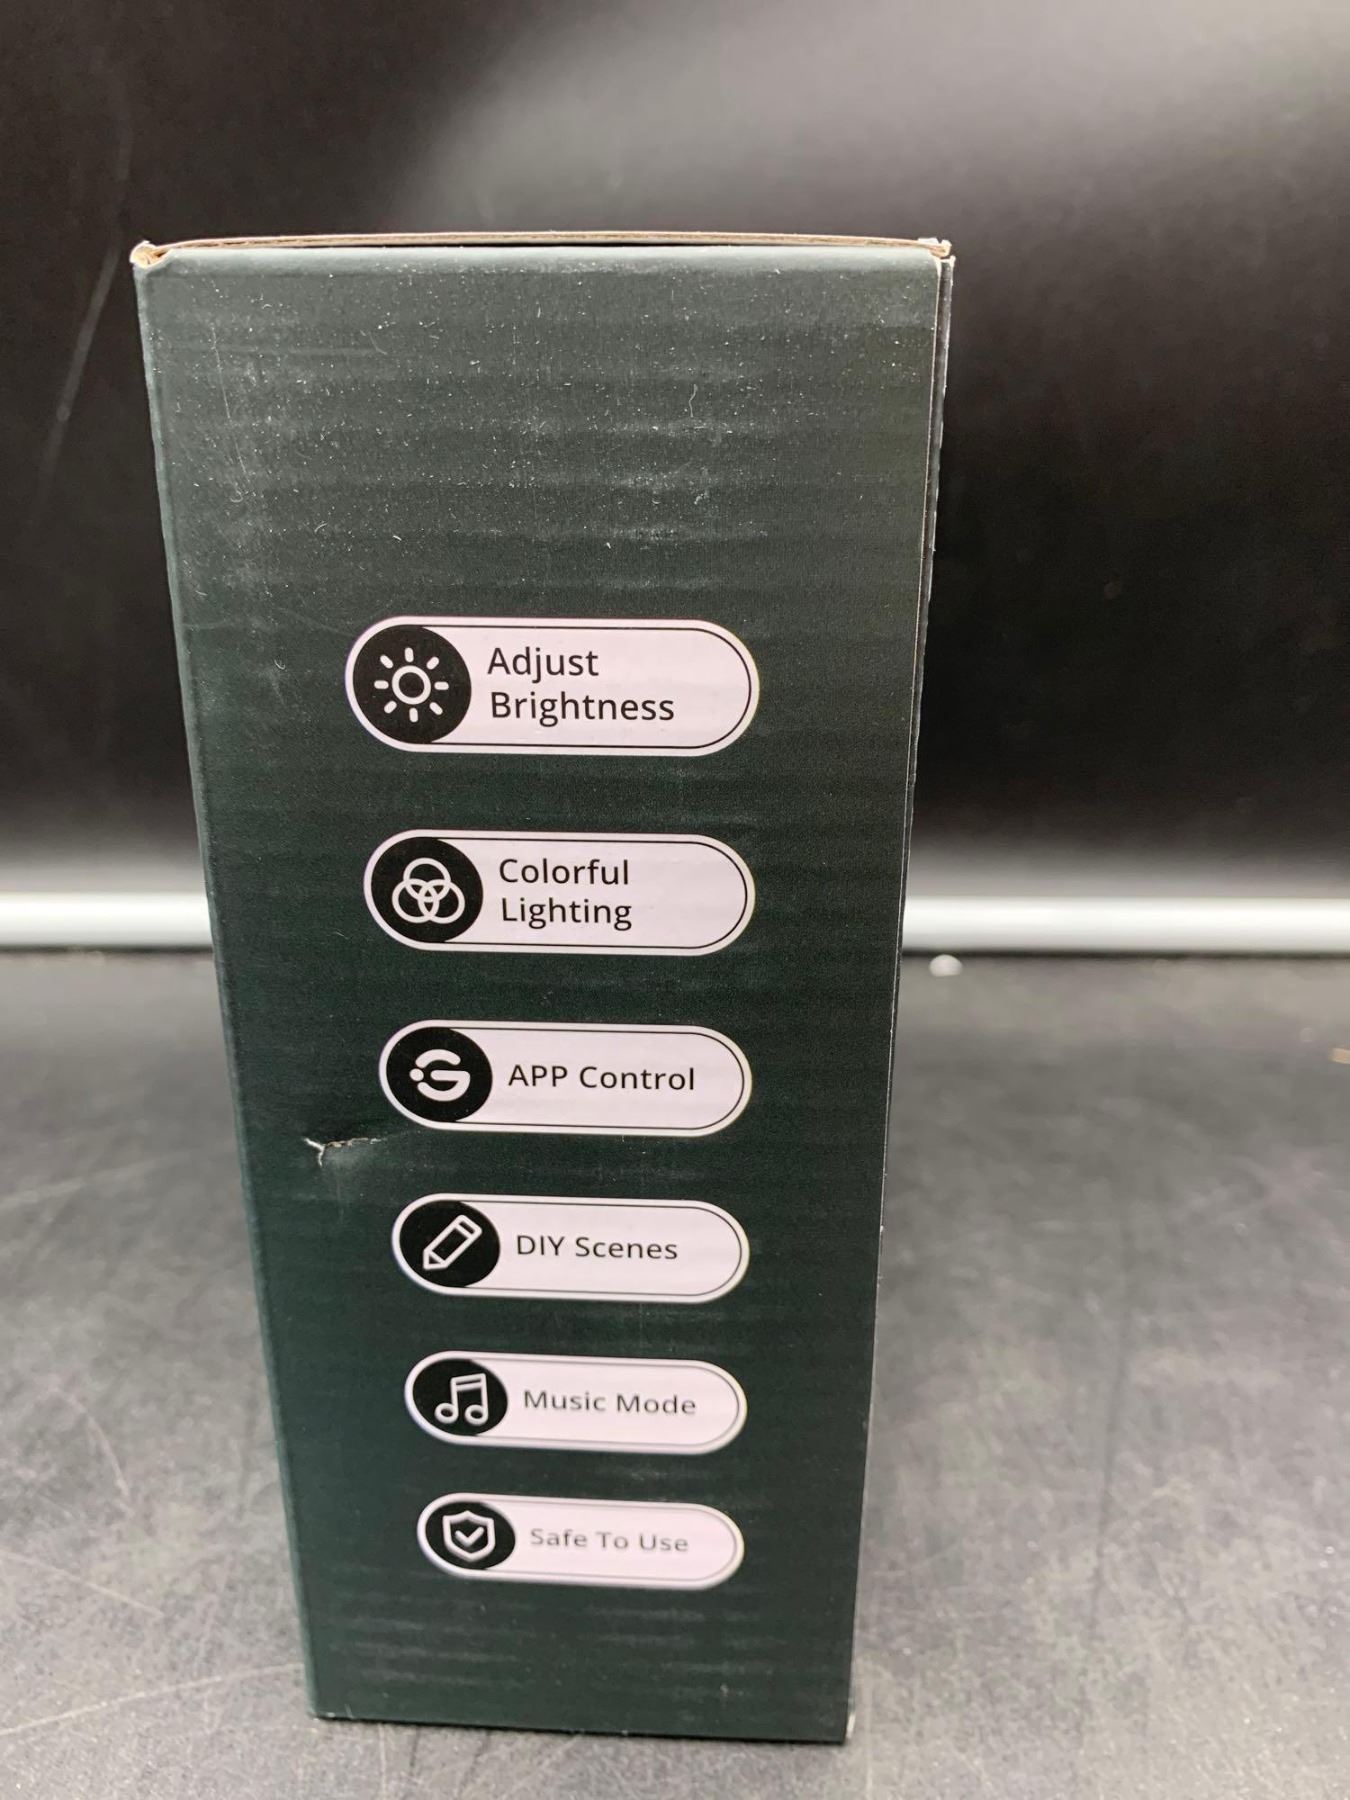 Adjust
Brightness
Colorful
Lighting
APP Control
DIY Scenes
Music Mode
Safe To Use